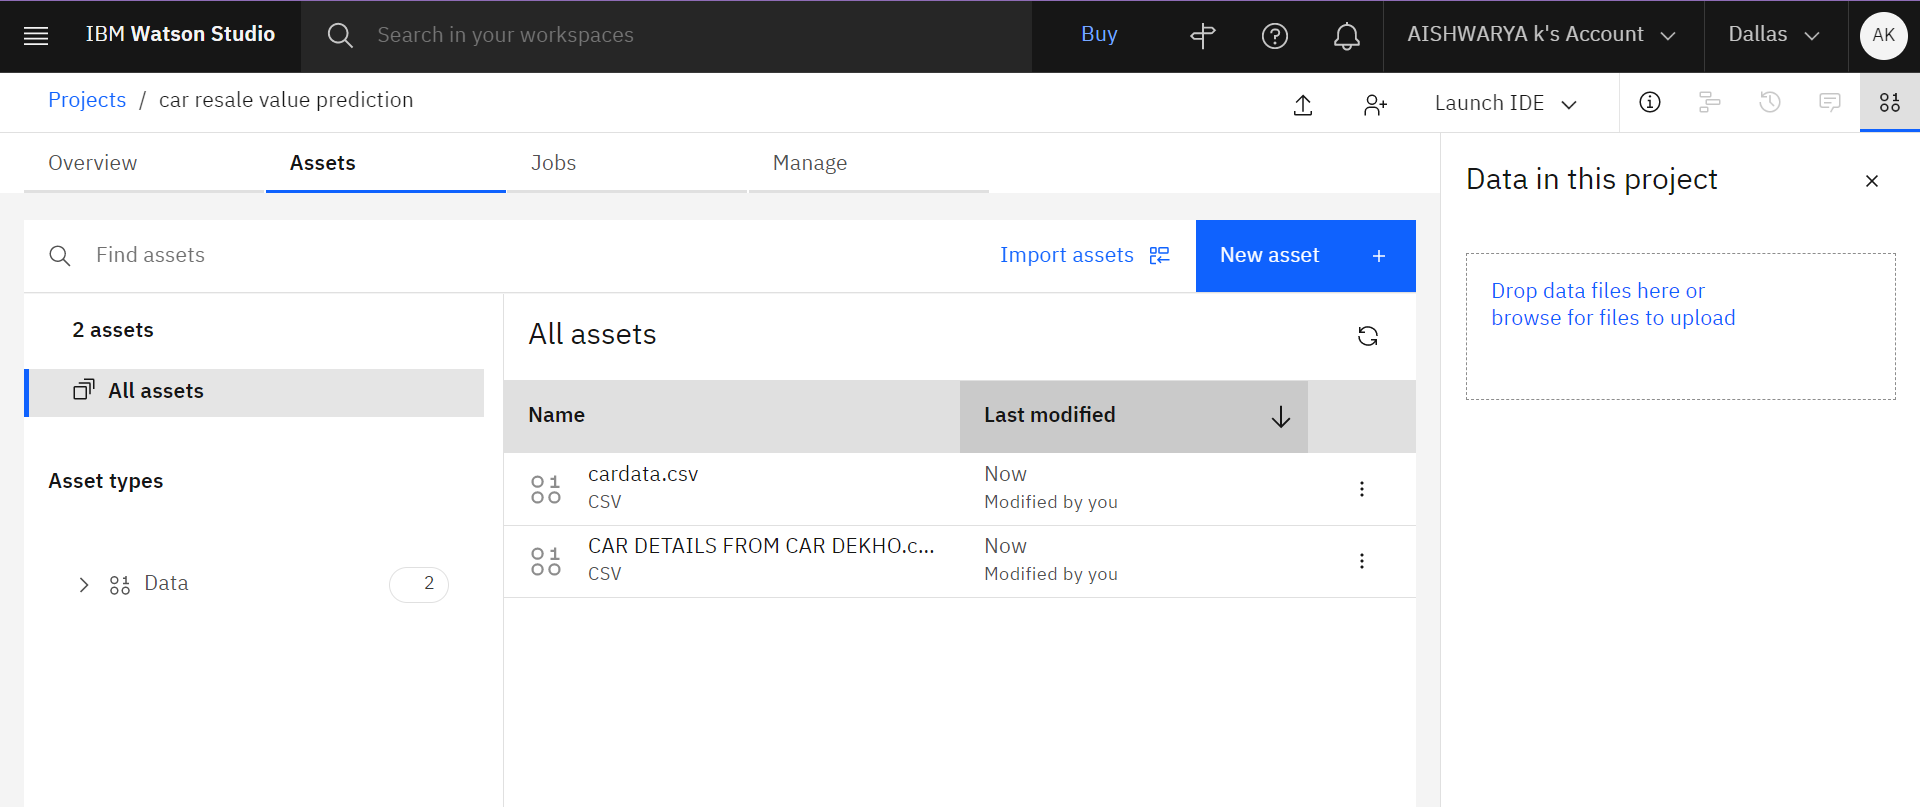 IBM Watson Studio
Search in your workspaces
Buy
AISHWARYA k's Account
Dallas
AK
Projects / car resale value prediction
Launch IDE
Overview
Assets
Jobs
Manage
Find assets
Import assets
New asset +
2 assets
All assets
Asset types
Data
2
All assets
Name
Last modified
cardata.csv
CSV
Now
Modified by you
CAR DETAILS FROM CAR DEKHO.c...
CSV
Now
Modified by you
Data in this project
Drop data files here or
browse for files to upload